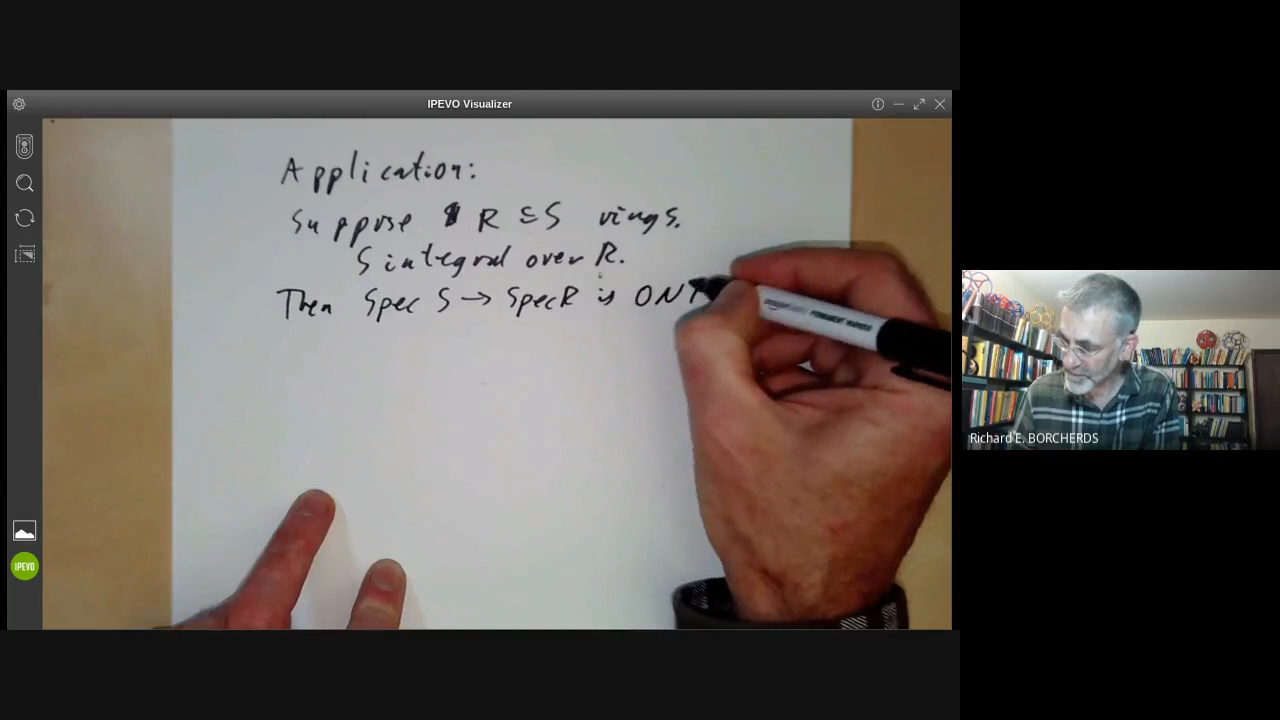 IPEVO Visualizer
Application:
Suppose R ⊆ S rings.
S integral over R.
Then Spec S → Spec R is ONT
IPEVO
Richard E. BORCHERDS